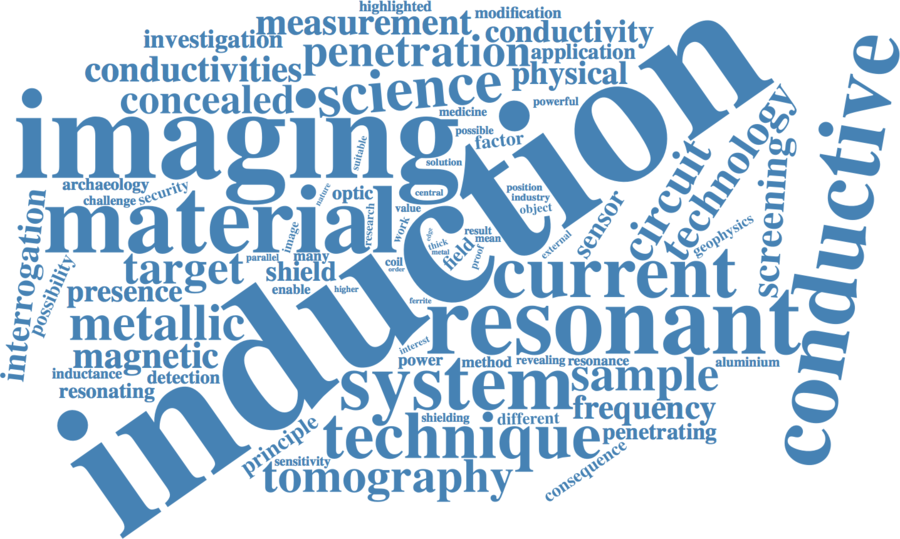 highlighted
modification
measurement
investigation
conductivity
penetration
application
conductivities
physical
science
concealed
powerful
medicine
induction
imaging
possible
factor
conductive
technology
circuit
suitable
solution
screening
archaeology
security
challenge
nature
optic
central
position
industry
object
material
interrogation
value
research
work
image
sensor
geophysics
result
mean
edge
thick
metal
field
proof
external
possibility
target
parallel
many
shield
coil
order
current
presence
enable
higher
ferrite
resonant
metallic
interest
magnetic
power
method
revealing
resonance
aluminium
inductance
detection
resonating
system
sample
frequency
shielding
different
principle
technique
penetrating
sensitivity
tomography
consequence